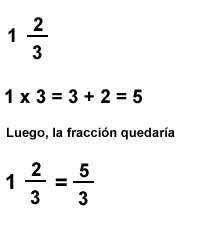 1 2/3
1 x 3 = 3 + 2 = 5
Luego, la fracción quedaría
1 2/3 = 5/3